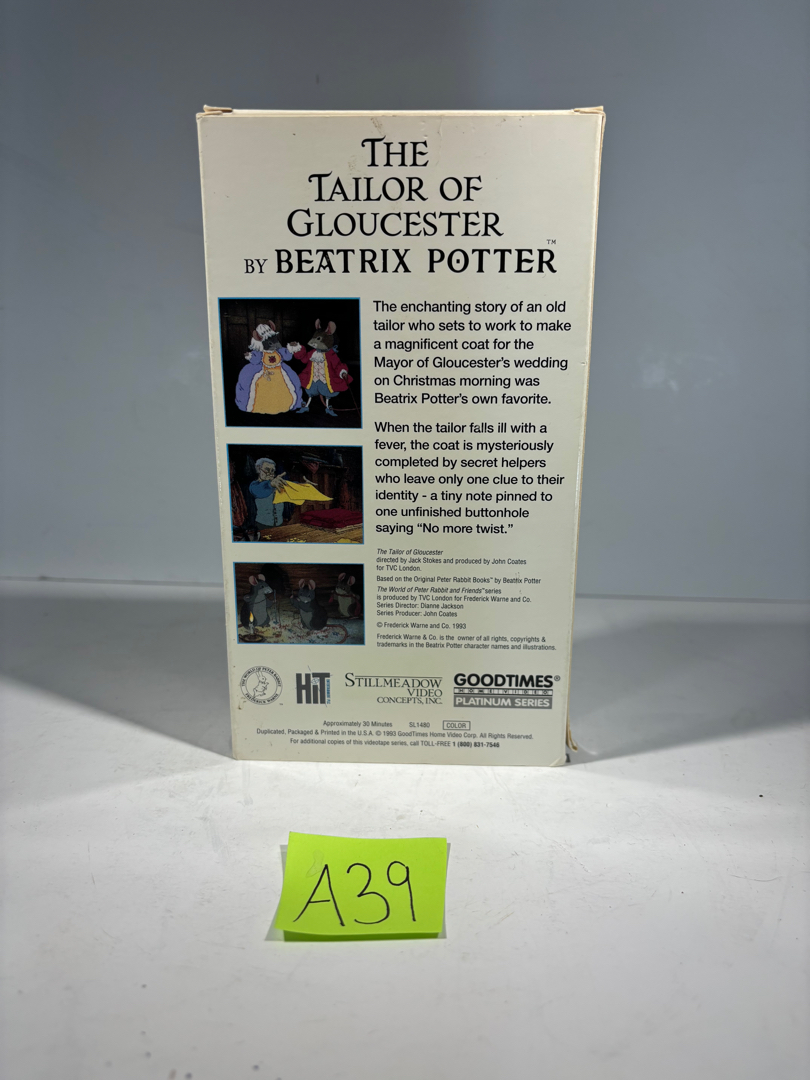 THE
TAILOR OF
GLOUCESTER
BY BEATRIX POTTER™
The enchanting story of an old
tailor who sets to work to make
a magnificent coat for the
Mayor of Gloucester's wedding
on Christmas morning was
Beatrix Potter's own favorite.
When the tailor falls ill with a
fever, the coat is mysteriously
completed by secret helpers
who leave only one clue to their
identity - a tiny note pinned to
one unfinished buttonhole
saying "No more twist."
The Tailor of Gloucester
directed by Jack Stokes and produced by John Coates
for TVC London.
Based on the Original Peter Rabbit Books™ by Beatrix Potter
The World of Peter Rabbit and Friends™ series
is produced by TVC London for Frederick Warne and Co.
Series Director: Dianne Jackson
Series Producer: John Coates
© Frederick Warne and Co. 1993
Frederick Warne & Co. is the owner of all rights, copyrights &
trademarks in the Beatrix Potter character names and illustrations.
THE WORLD OF PETER RABBIT
FREDERICK WARNE
HiT
STILLMEADOW
VIDEO
CONCEPTS, INC.
GOODTIMES®
HOME VIDEO
PLATINUM SERIES
Approximately 30 Minutes SL1480 COLOR
Duplicated, Packaged & Printed in the U.S.A. © 1993 GoodTimes Home Video Corp. All Rights Reserved.
For additional copies of this videotape series, call TOLL-FREE 1 (800) 831-7546
A39